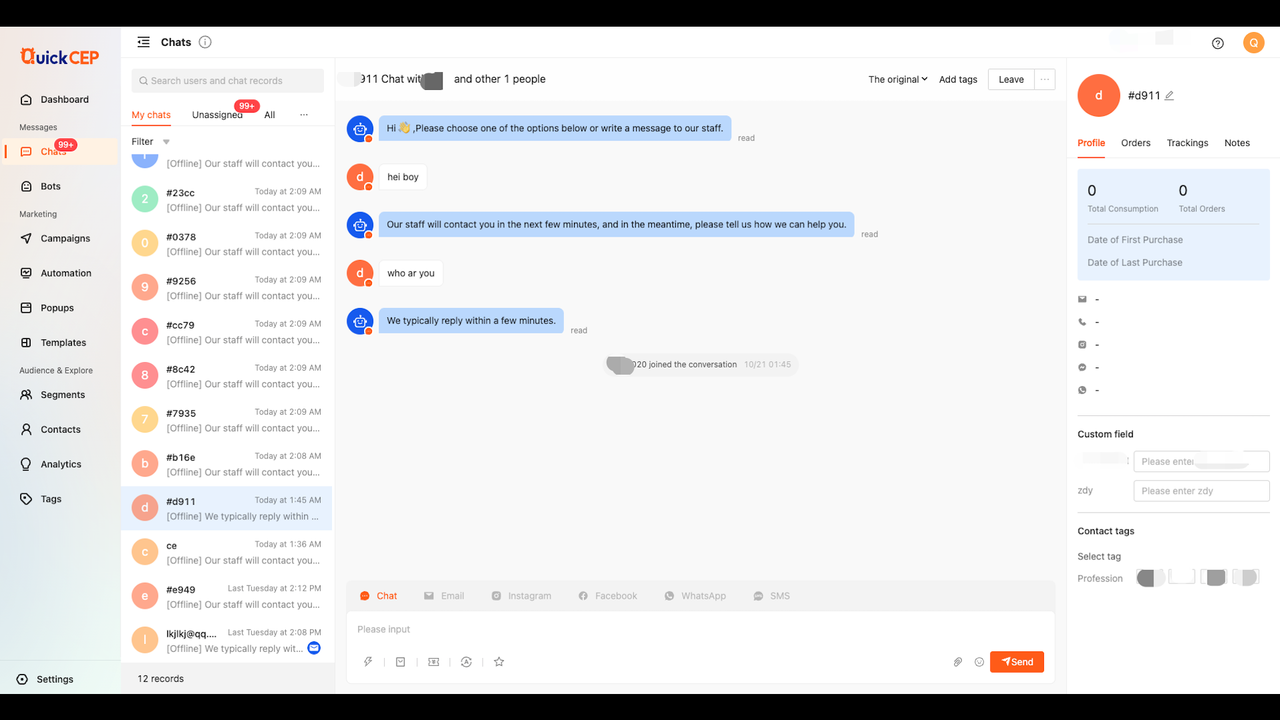 QuickCEP
Dashboard
Messages
Chats
99+
Bots
Marketing
Campaigns
Automation
Popups
Templates
Audience & Explore
Segments
Contacts
Analytics
Tags
Settings
Chats
Search users and chat records
My chats
Unassigned
99+
All
...
Filter
[Offline] Our staff will contact you...
2
#23cc
Today at 2:09 AM
[Offline] Our staff will contact you...
0
#0378
Today at 2:09 AM
[Offline] Our staff will contact you...
9
#9256
Today at 2:09 AM
[Offline] Our staff will contact you...
c
#cc79
Today at 2:09 AM
[Offline] Our staff will contact you...
8
#8c42
Today at 2:09 AM
[Offline] Our staff will contact you...
7
#7935
Today at 2:09 AM
[Offline] Our staff will contact you...
b
#b16e
Today at 2:08 AM
[Offline] Our staff will contact you...
d
#d911
Today at 1:45 AM
[Offline] We typically reply within ...
c
ce
Today at 1:36 AM
[Offline] Our staff will contact you...
e
#e949
Last Tuesday at 2:12 PM
[Offline] Our staff will contact you...
l
lkjlkj@qq....
Last Tuesday at 2:08 PM
[Offline] We typically reply wit...
12 records
911 Chat with and other 1 people
The original
Add tags
Leave
...
Hi 👋 ,Please choose one of the options below or write a message to our staff.
read
d
hei boy
Our staff will contact you in the next few minutes, and in the meantime, please tell us how we can help you.
read
d
who ar you
We typically reply within a few minutes.
read
020 joined the conversation 10/21 01:45
Chat
Email
Instagram
Facebook
WhatsApp
SMS
Please input
Send
Q
d
#d911
Profile
Orders
Trackings
Notes
0
0
Total Consumption
Total Orders
Date of First Purchase
Date of Last Purchase
-
-
-
-
-
Custom field
Please enter
zdy
Please enter zdy
Contact tags
Select tag
Profession